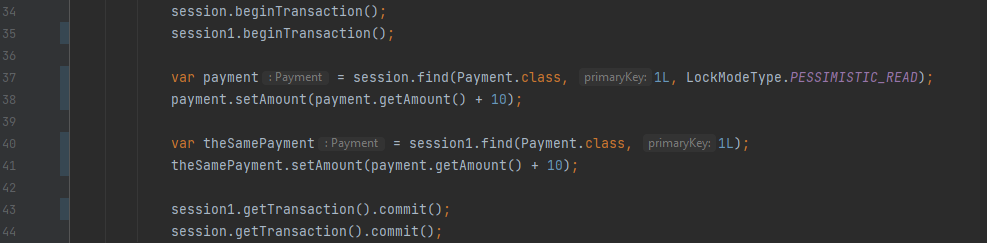 34 session.beginTransaction();
35 session1.beginTransaction();
36
37 var payment : Payment = session.find(Payment.class, primaryKey: 1L, LockModeType.PESSIMISTIC_READ);
38 payment.setAmount(payment.getAmount() + 10);
39
40 var theSamePayment : Payment = session1.find(Payment.class, primaryKey: 1L);
41 theSamePayment.setAmount(payment.getAmount() + 10);
42
43 session1.getTransaction().commit();
44 session.getTransaction().commit();